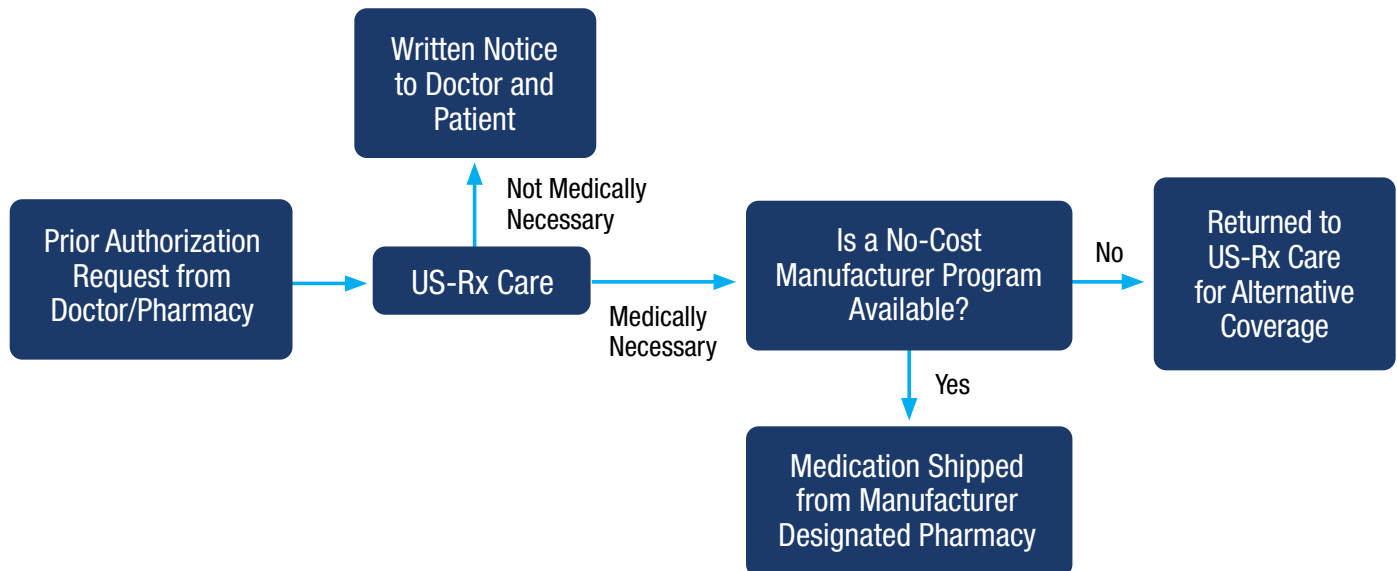 Written Notice
to Doctor and
Patient
Not Medically
Necessary
Prior Authorization
Request from
Doctor/Pharmacy
US-Rx Care
Medically
Necessary
Is a No-Cost
Manufacturer Program
Available?
No
Returned to
US-Rx Care
for Alternative
Coverage
Yes
Medication Shipped
from Manufacturer
Designated Pharmacy